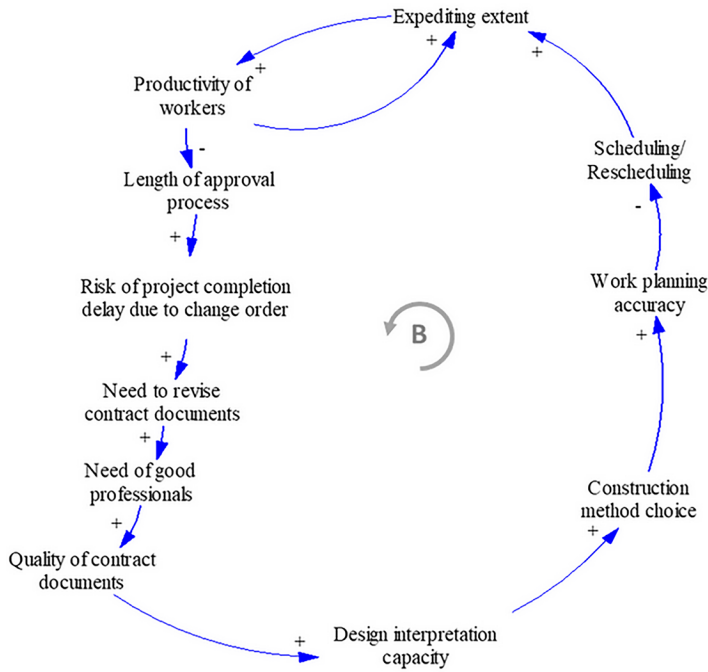 Expediting extent
+
+
+
Productivity of
workers
-
Length of approval
process
+
Risk of project completion
delay due to change order
+
Need to revise
contract documents
+
Need of good
professionals
+
Quality of contract
documents
+
Design interpretation
capacity
+
Construction
method choice
+
Work planning
accuracy
-
Scheduling/
Rescheduling
B